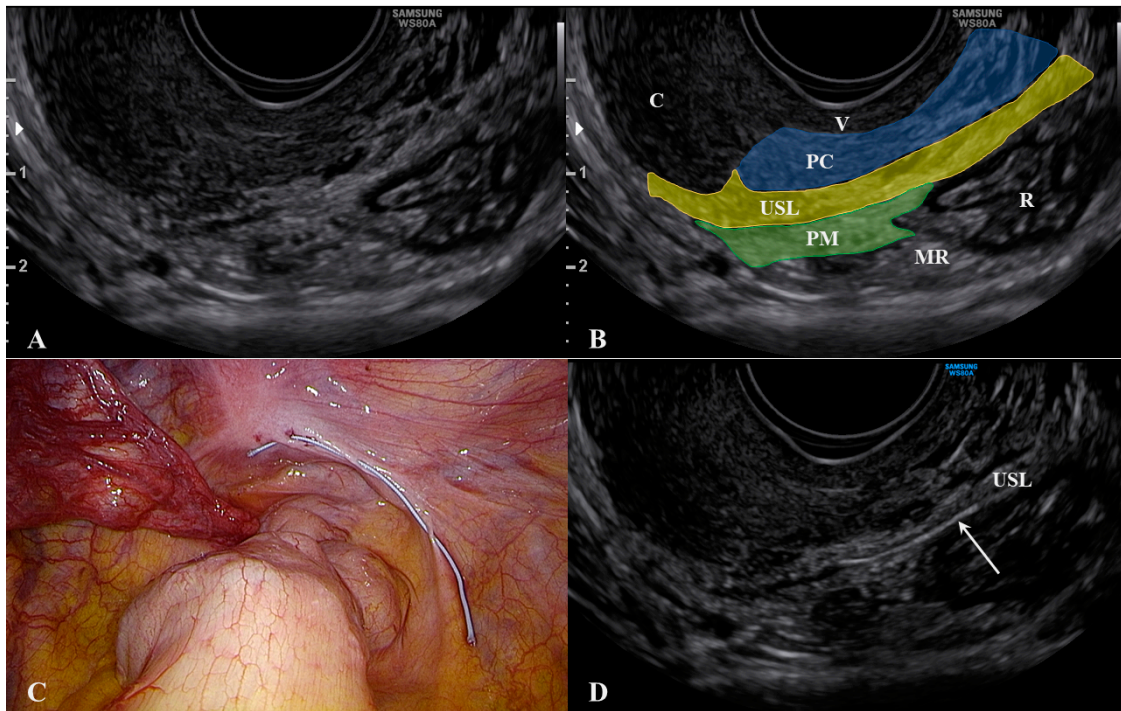 SAMSUNG
WS80A
1
2
A
SAMSUNG
WS80A
C
V
PC
1
USL
R
PM
MR
2
B
C
SAMSUNG
WS80A
USL
D